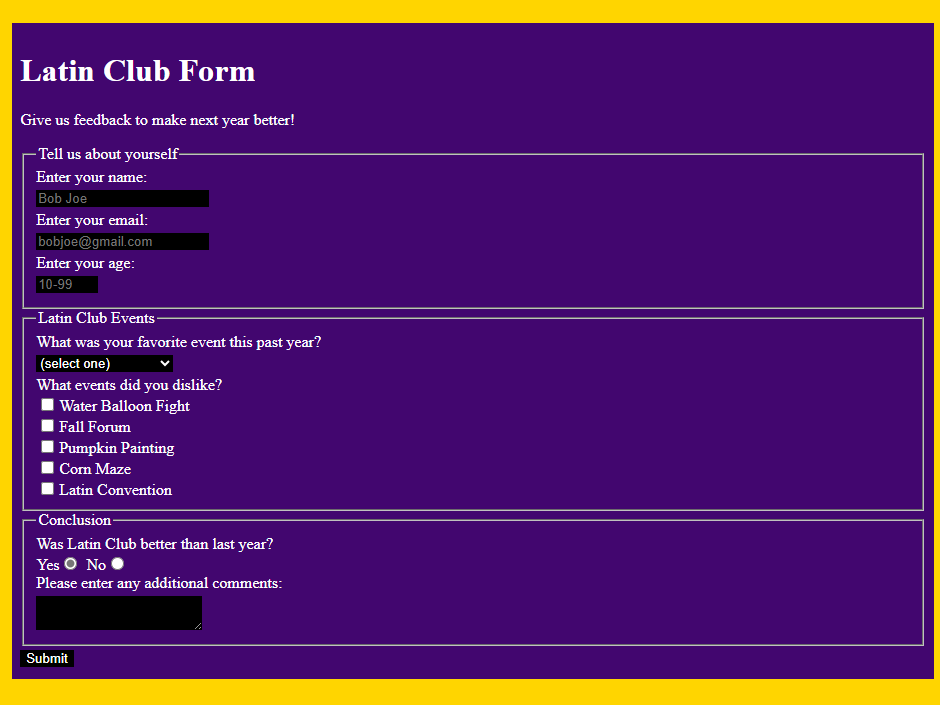 Latin Club Form
Give us feedback to make next year better!
Tell us about yourself
Enter your name:
Bob Joe
Enter your email:
bobjoe@gmail.com
Enter your age:
10-99
Latin Club Events
What was your favorite event this past year?
(select one)
What events did you dislike?
Water Balloon Fight
Fall Forum
Pumpkin Painting
Corn Maze
Latin Convention
Conclusion
Was Latin Club better than last year?
Yes No
Please enter any additional comments:
Submit